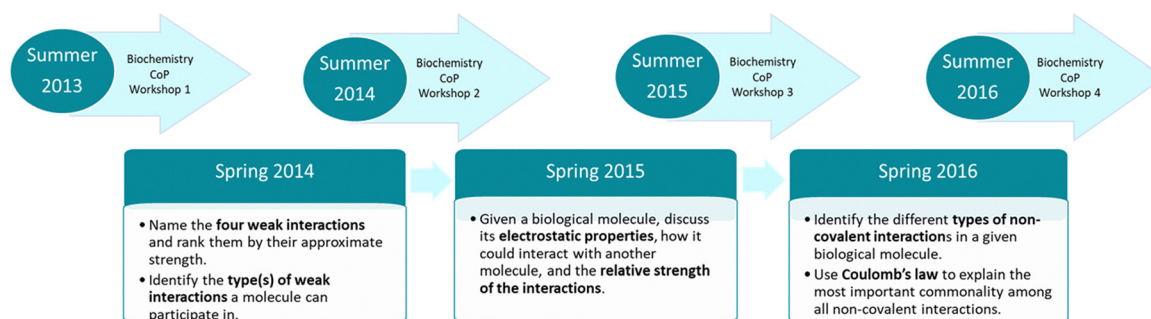 Summer
2013
Biochemistry
CoP
Workshop 1
Summer
2014
Biochemistry
CoP
Workshop 2
Summer
2015
Biochemistry
CoP
Workshop 3
Summer
2016
Biochemistry
CoP
Workshop 4
Spring 2014
• Name the four weak interactions
and rank them by their approximate
strength.
• Identify the type(s) of weak
interactions a molecule can
participate in.
Spring 2015
• Given a biological molecule, discuss
its electrostatic properties, how it
could interact with another
molecule, and the relative strength
of the interactions.
Spring 2016
• Identify the different types of non-
covalent interactions in a given
biological molecule.
• Use Coulomb's law to explain the
most important commonality among
all non-covalent interactions.